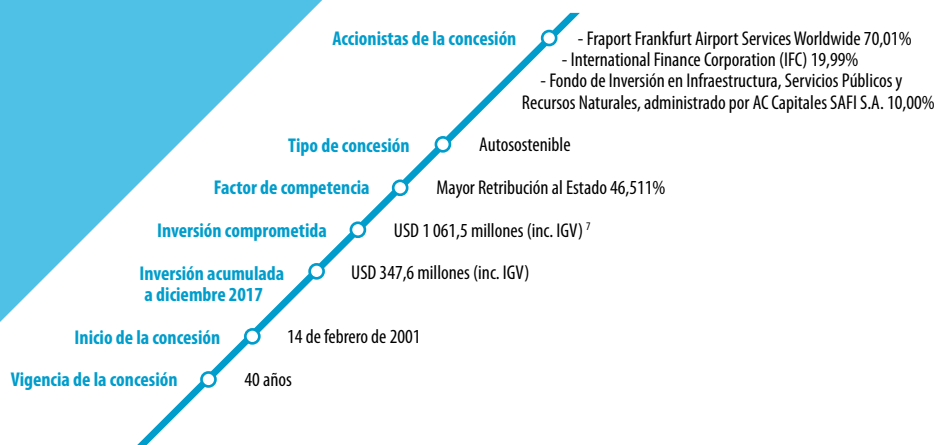 Accionistas de la concesión
- Fraport Frankfurt Airport Services Worldwide 70,01%
- International Finance Corporation (IFC) 19,99%
- Fondo de Inversión en Infraestructura, Servicios Públicos y
Recursos Naturales, administrado por AC Capitales SAFI S.A. 10,00%
Tipo de concesión
Autosostenible
Factor de competencia
Mayor Retribución al Estado 46,511%
Inversión comprometida
USD 1 061,5 millones (inc. IGV) 7
Inversión acumulada
a diciembre 2017
USD 347,6 millones (inc. IGV)
Inicio de la concesión
14 de febrero de 2001
Vigencia de la concesión
40 años